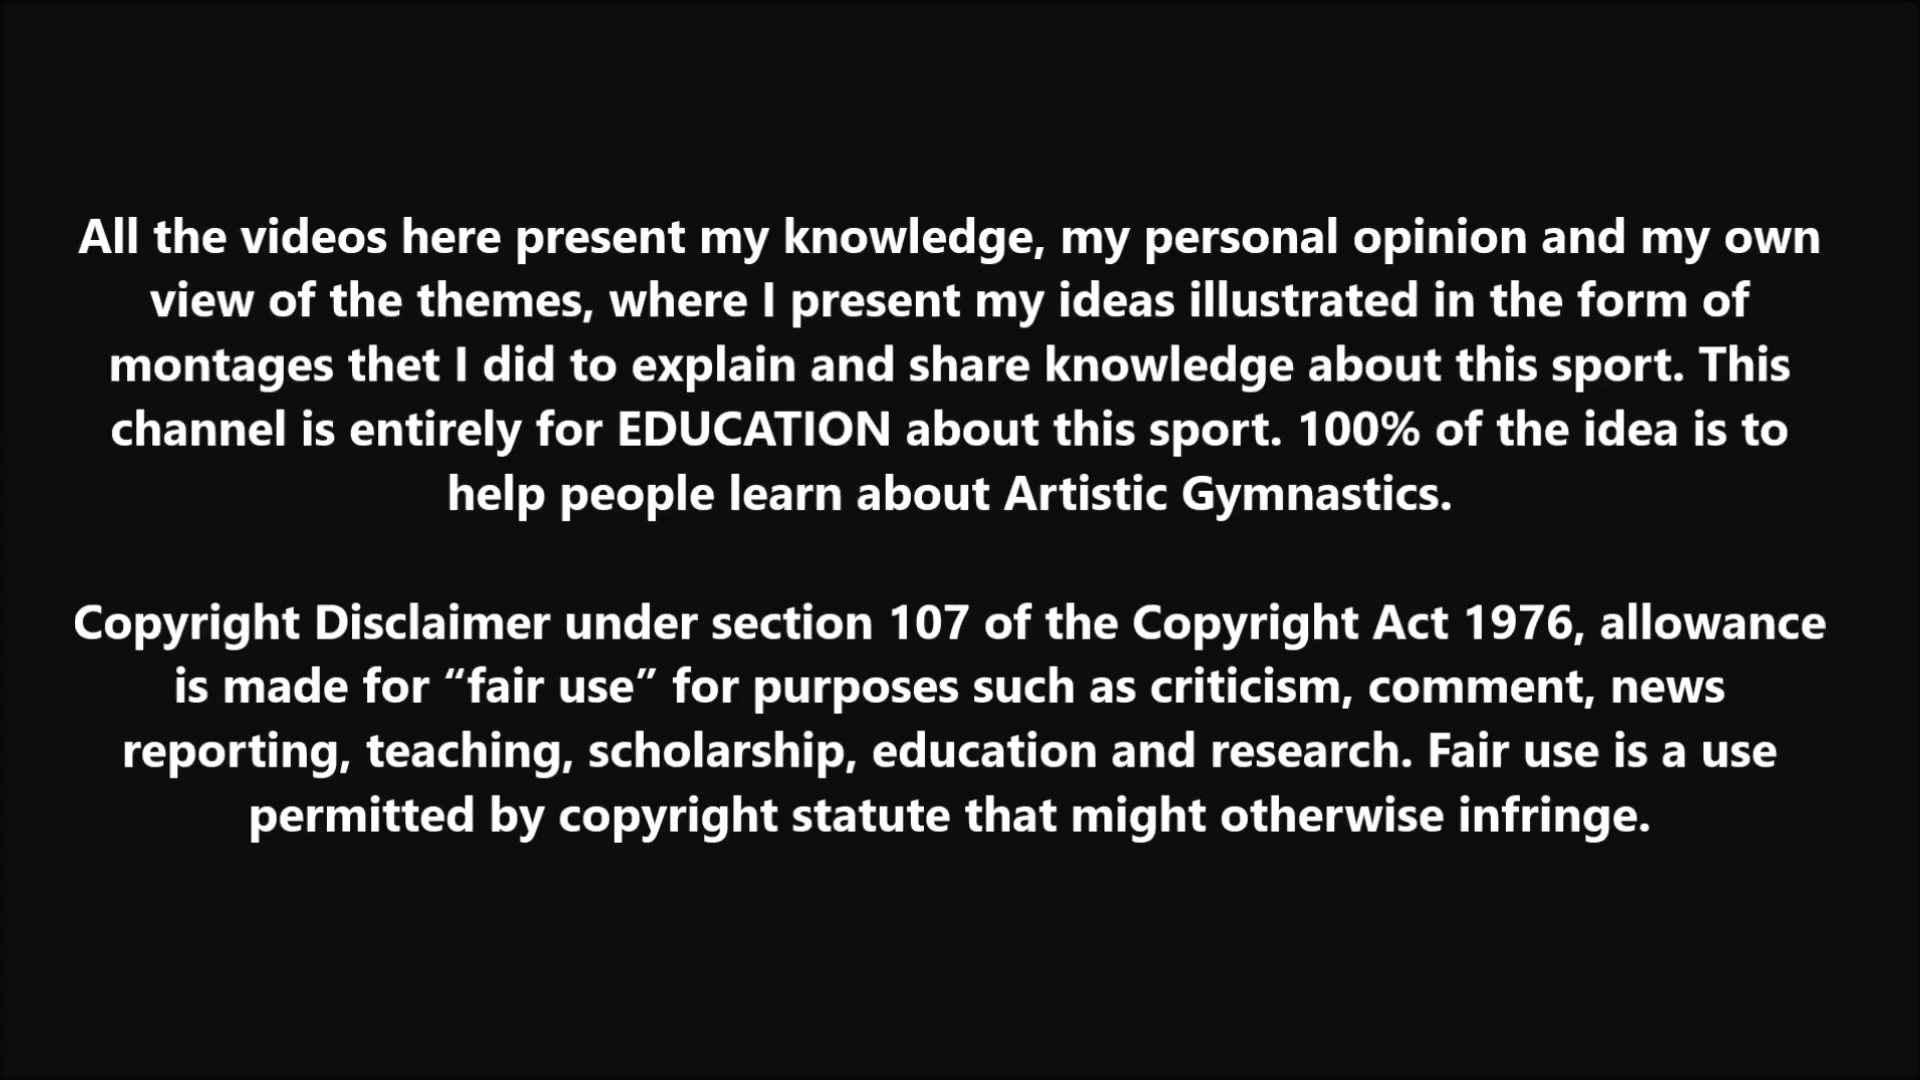 All the videos here present my knowledge, my personal opinion and my own
view of the themes, where I present my ideas illustrated in the form of
montages thet I did to explain and share knowledge about this sport. This
channel is entirely for EDUCATION about this sport. 100% of the idea is to
help people learn about Artistic Gymnastics.
Copyright Disclaimer under section 107 of the Copyright Act 1976, allowance
is made for “fair use” for purposes such as criticism, comment, news
reporting, teaching, scholarship, education and research. Fair use is a use
permitted by copyright statute that might otherwise infringe.